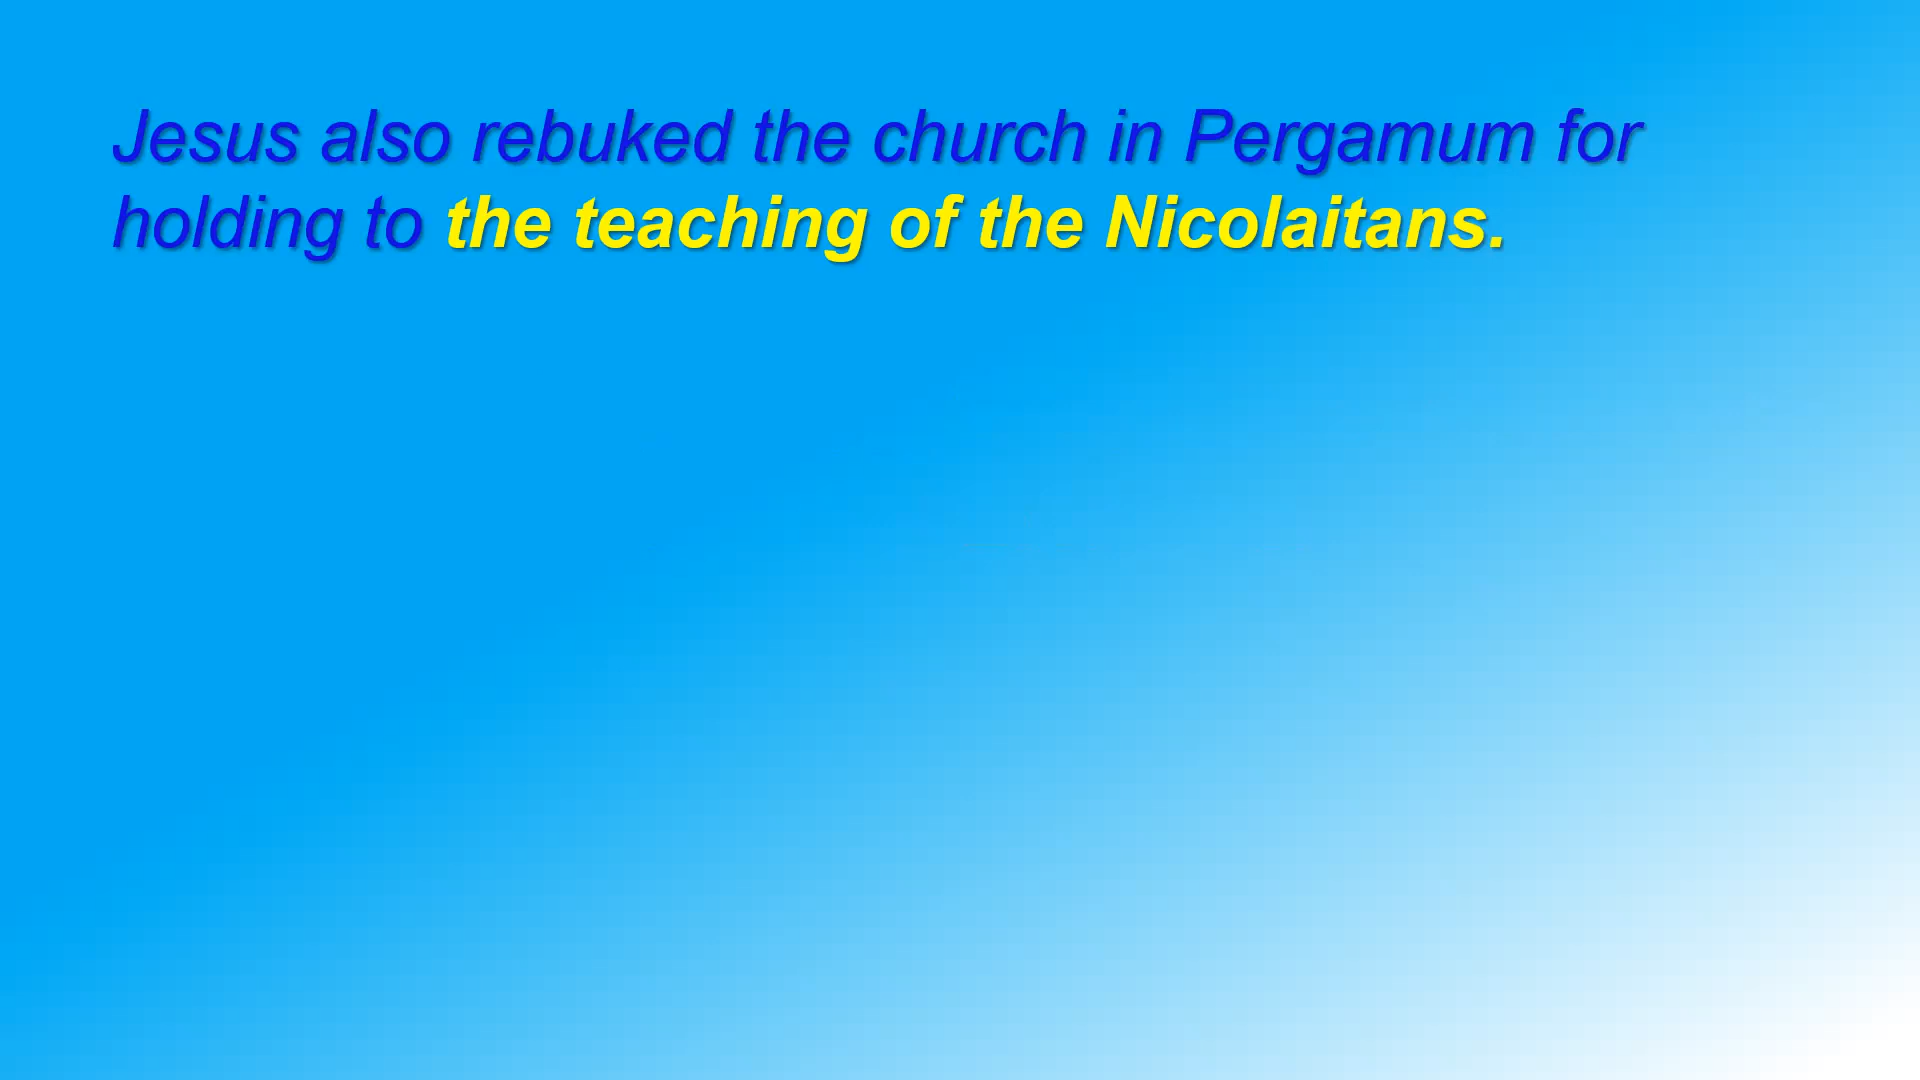 Jesus also rebuked the church in Pergamum for
holding to the teaching of the Nicolaitans.